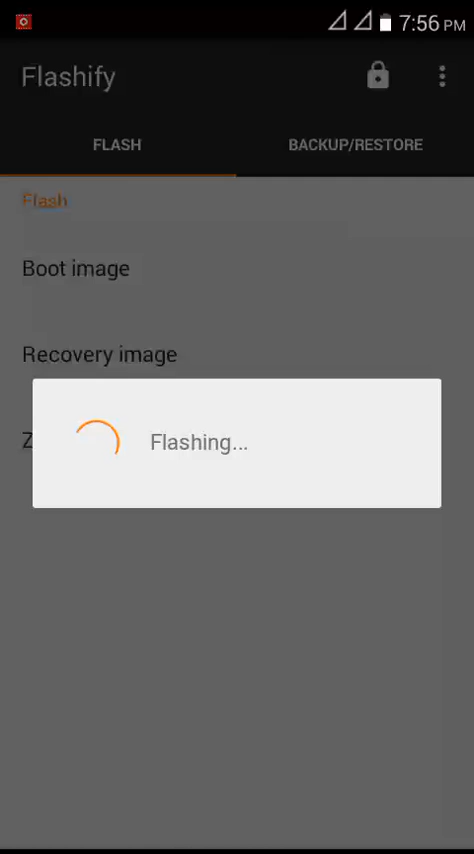 7:56 PM
Flashify
FLASH BACKUP/RESTORE
Flash
Boot image
Recovery image
Z
Flashing...